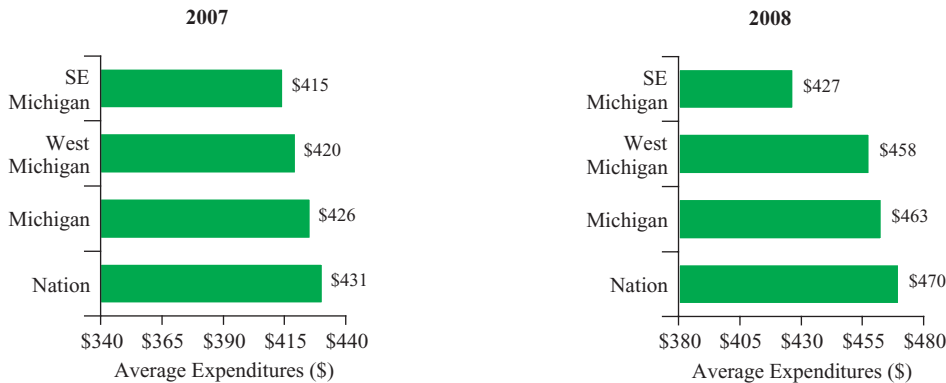 2007
SE
Michigan
$415
West
Michigan
$420
Michigan
$426
Nation
$431
$340 $365 $390 $415 $440
Average Expenditures ($)
2008
SE
Michigan
$427
West
Michigan
$458
Michigan
$463
Nation
$470
$380 $405 $430 $455 $480
Average Expenditures ($)